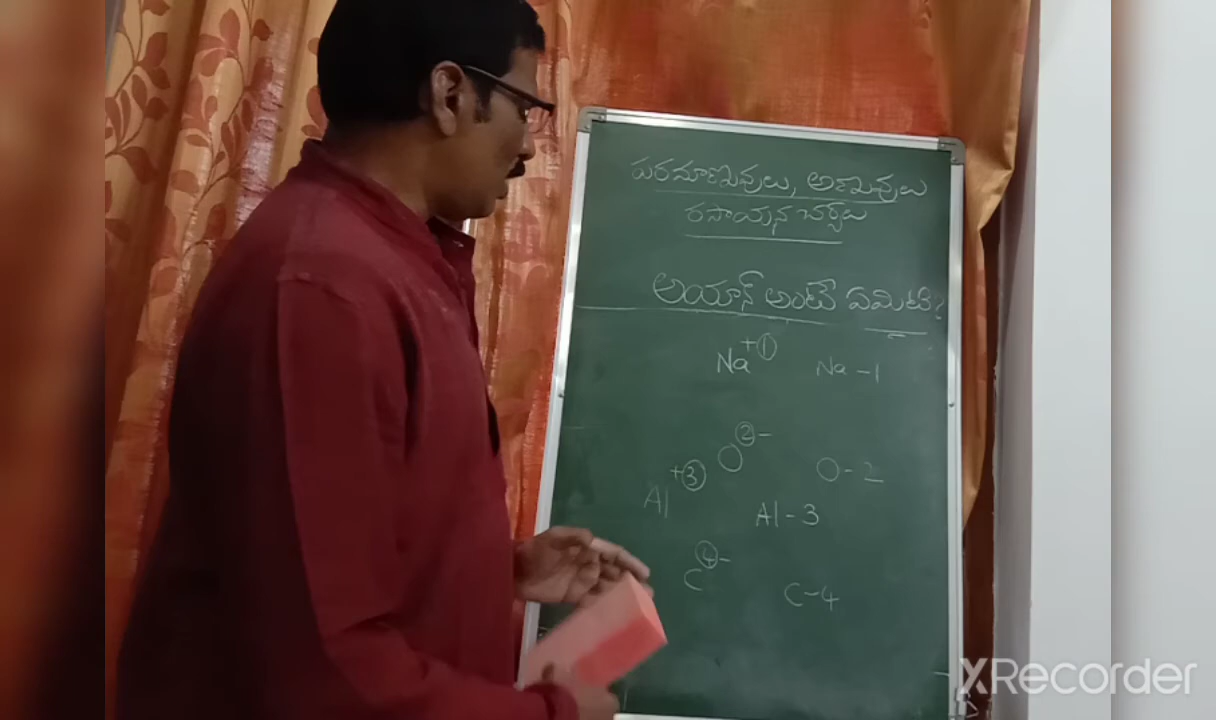 పరమాణువులు, అణువులు
రసాయన చర్యలు
అయాన్ అంటే ఏమిటి?
Na+1 Na-1
O2- O-2
Al+3 Al-3
C4- C-4
XRecorder